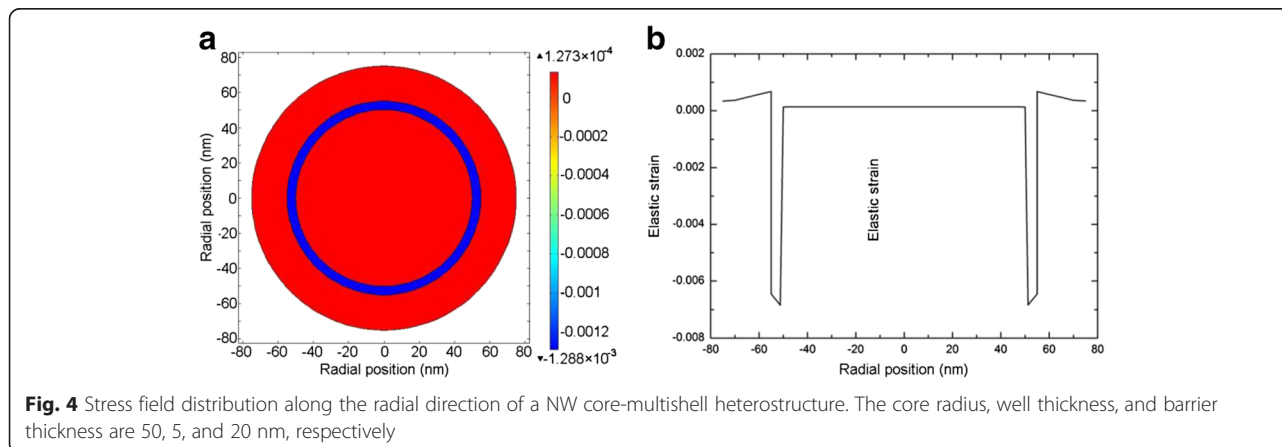 a
80
60
40
20
0
-20
-40
-60
-80
Radial position (nm)
-80 -60 -40 -20 0 20 40 60 80
Radial position (nm)
▲1.273×10⁻⁴
0
-0.0002
-0.0004
-0.0006
-0.0008
-0.001
-0.0012
▼-1.288×10⁻³
b
0.002
0.000
-0.002
-0.004
-0.006
-0.008
Elastic strain
Elastic strain
-80 -60 -40 -20 0 20 40 60 80
Radial position (nm)
Fig. 4 Stress field distribution along the radial direction of a NW core-multishell heterostructure. The core radius, well thickness, and barrier
thickness are 50, 5, and 20 nm, respectively